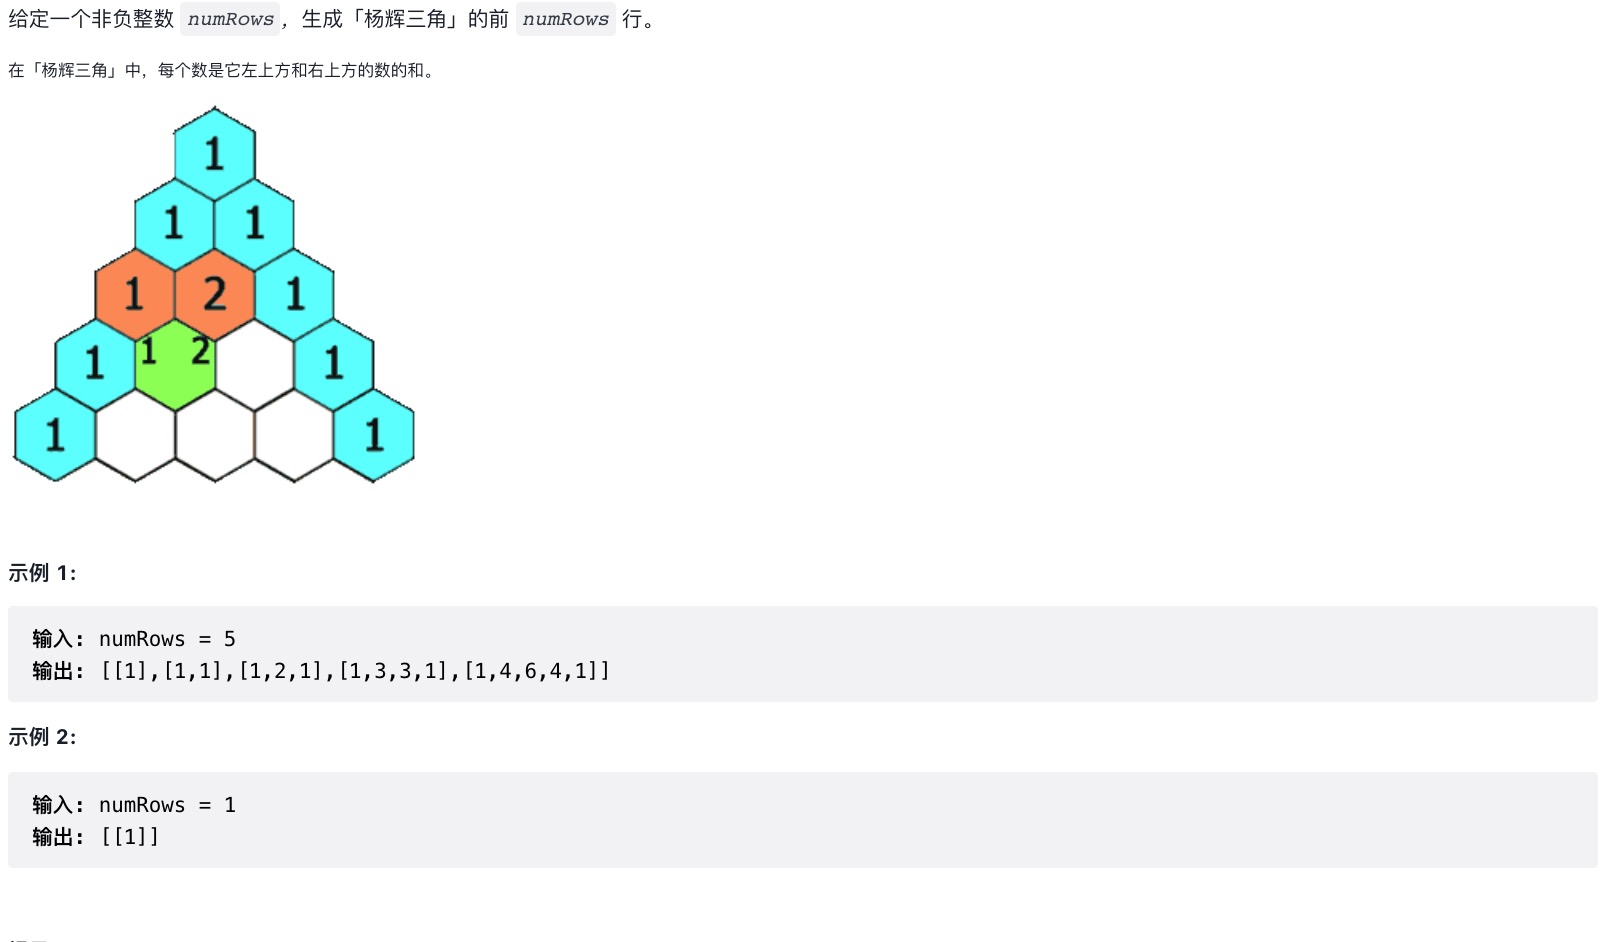 给定一个非负整数 numRows，生成「杨辉三角」的前 numRows 行。
在「杨辉三角」中，每个数是它左上方和右上方的数的和。
1
1 1
1 2 1
1 1 2 1
1 1
示例 1:
输入: numRows = 5
输出: [[1],[1,1],[1,2,1],[1,3,3,1],[1,4,6,4,1]]
示例 2:
输入: numRows = 1
输出: [[1]]